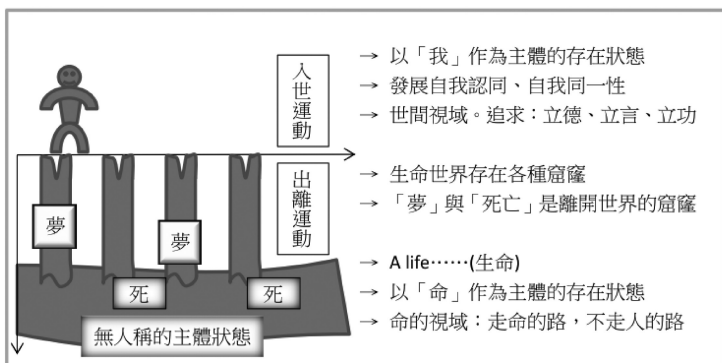 入世運動
→ 以「我」作為主體的存在狀態
→ 發展自我認同、自我同一性
→ 世間視域。追求：立德、立言、立功
出離運動
→ 生命世界存在各種窟窿
→ 「夢」與「死亡」是離開世界的窟窿
夢
夢
→ A life……(生命)
→ 以「命」作為主體的存在狀態
→ 命的視域：走命的路，不走人的路
死
死
無人稱的主體狀態